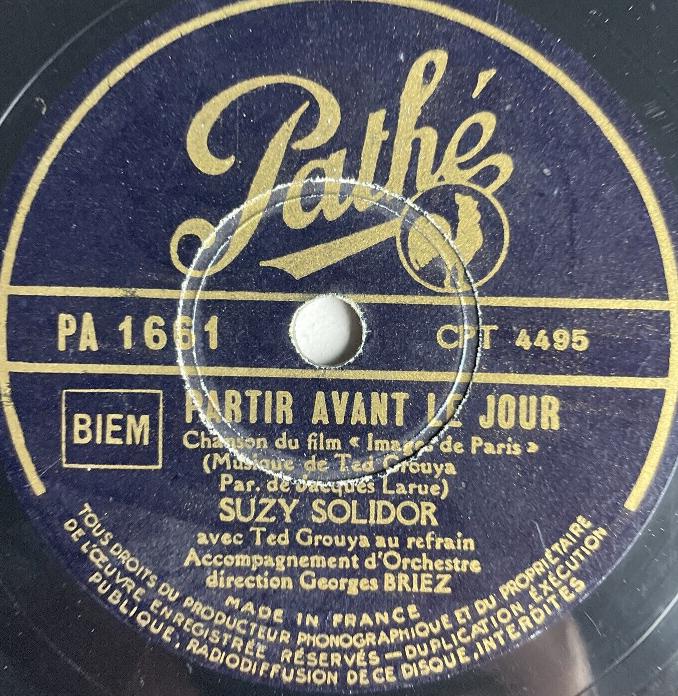 Pathé
PA 1661
CPT 4495
BIEM
PARTIR AVANT LE JOUR
Chanson du film « Images de Paris »
(Musique de Ted Grouya
Par. de Jacques Larue)
SUZY SOLIDOR
avec Ted Grouya au refrain
Accompagnement d'Orchestre
direction Georges BRIEZ
MADE IN FRANCE
TOUS DROITS DU PRODUCTEUR PHONOGRAPHIQUE ET DU PROPRIÉTAIRE
DE L'ŒUVRE ENREGISTRÉE RÉSERVÉS — DUPLICATION EXÉCUTION
PUBLIQUE, RADIODIFFUSION DE CE DISQUE INTERDITES